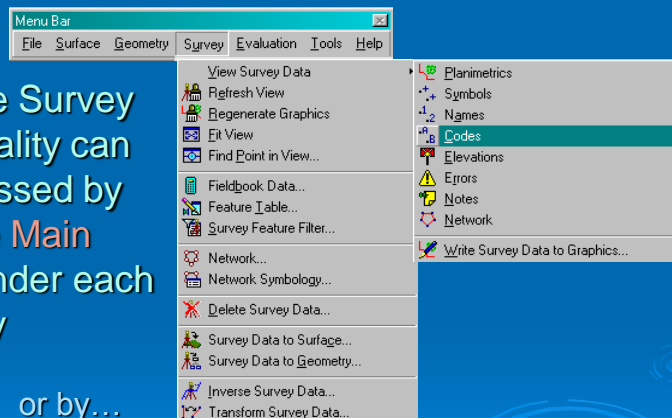 Menu Bar
File Surface Geometry Survey Evaluation Tools Help
e Survey
ality can
ssed by
e Main
nder each
y
or by…
View Survey Data
Refresh View
Regenerate Graphics
Fit View
Find Point in View...
Fieldbook Data...
Feature Table...
Survey Feature Filter...
Network...
Network Symbology...
Delete Survey Data...
Survey Data to Surface...
Survey Data to Geometry...
Inverse Survey Data...
Transform Survey Data...
Planimetrics
Symbols
Names
Codes
Elevations
Errors
Notes
Network
Write Survey Data to Graphics...